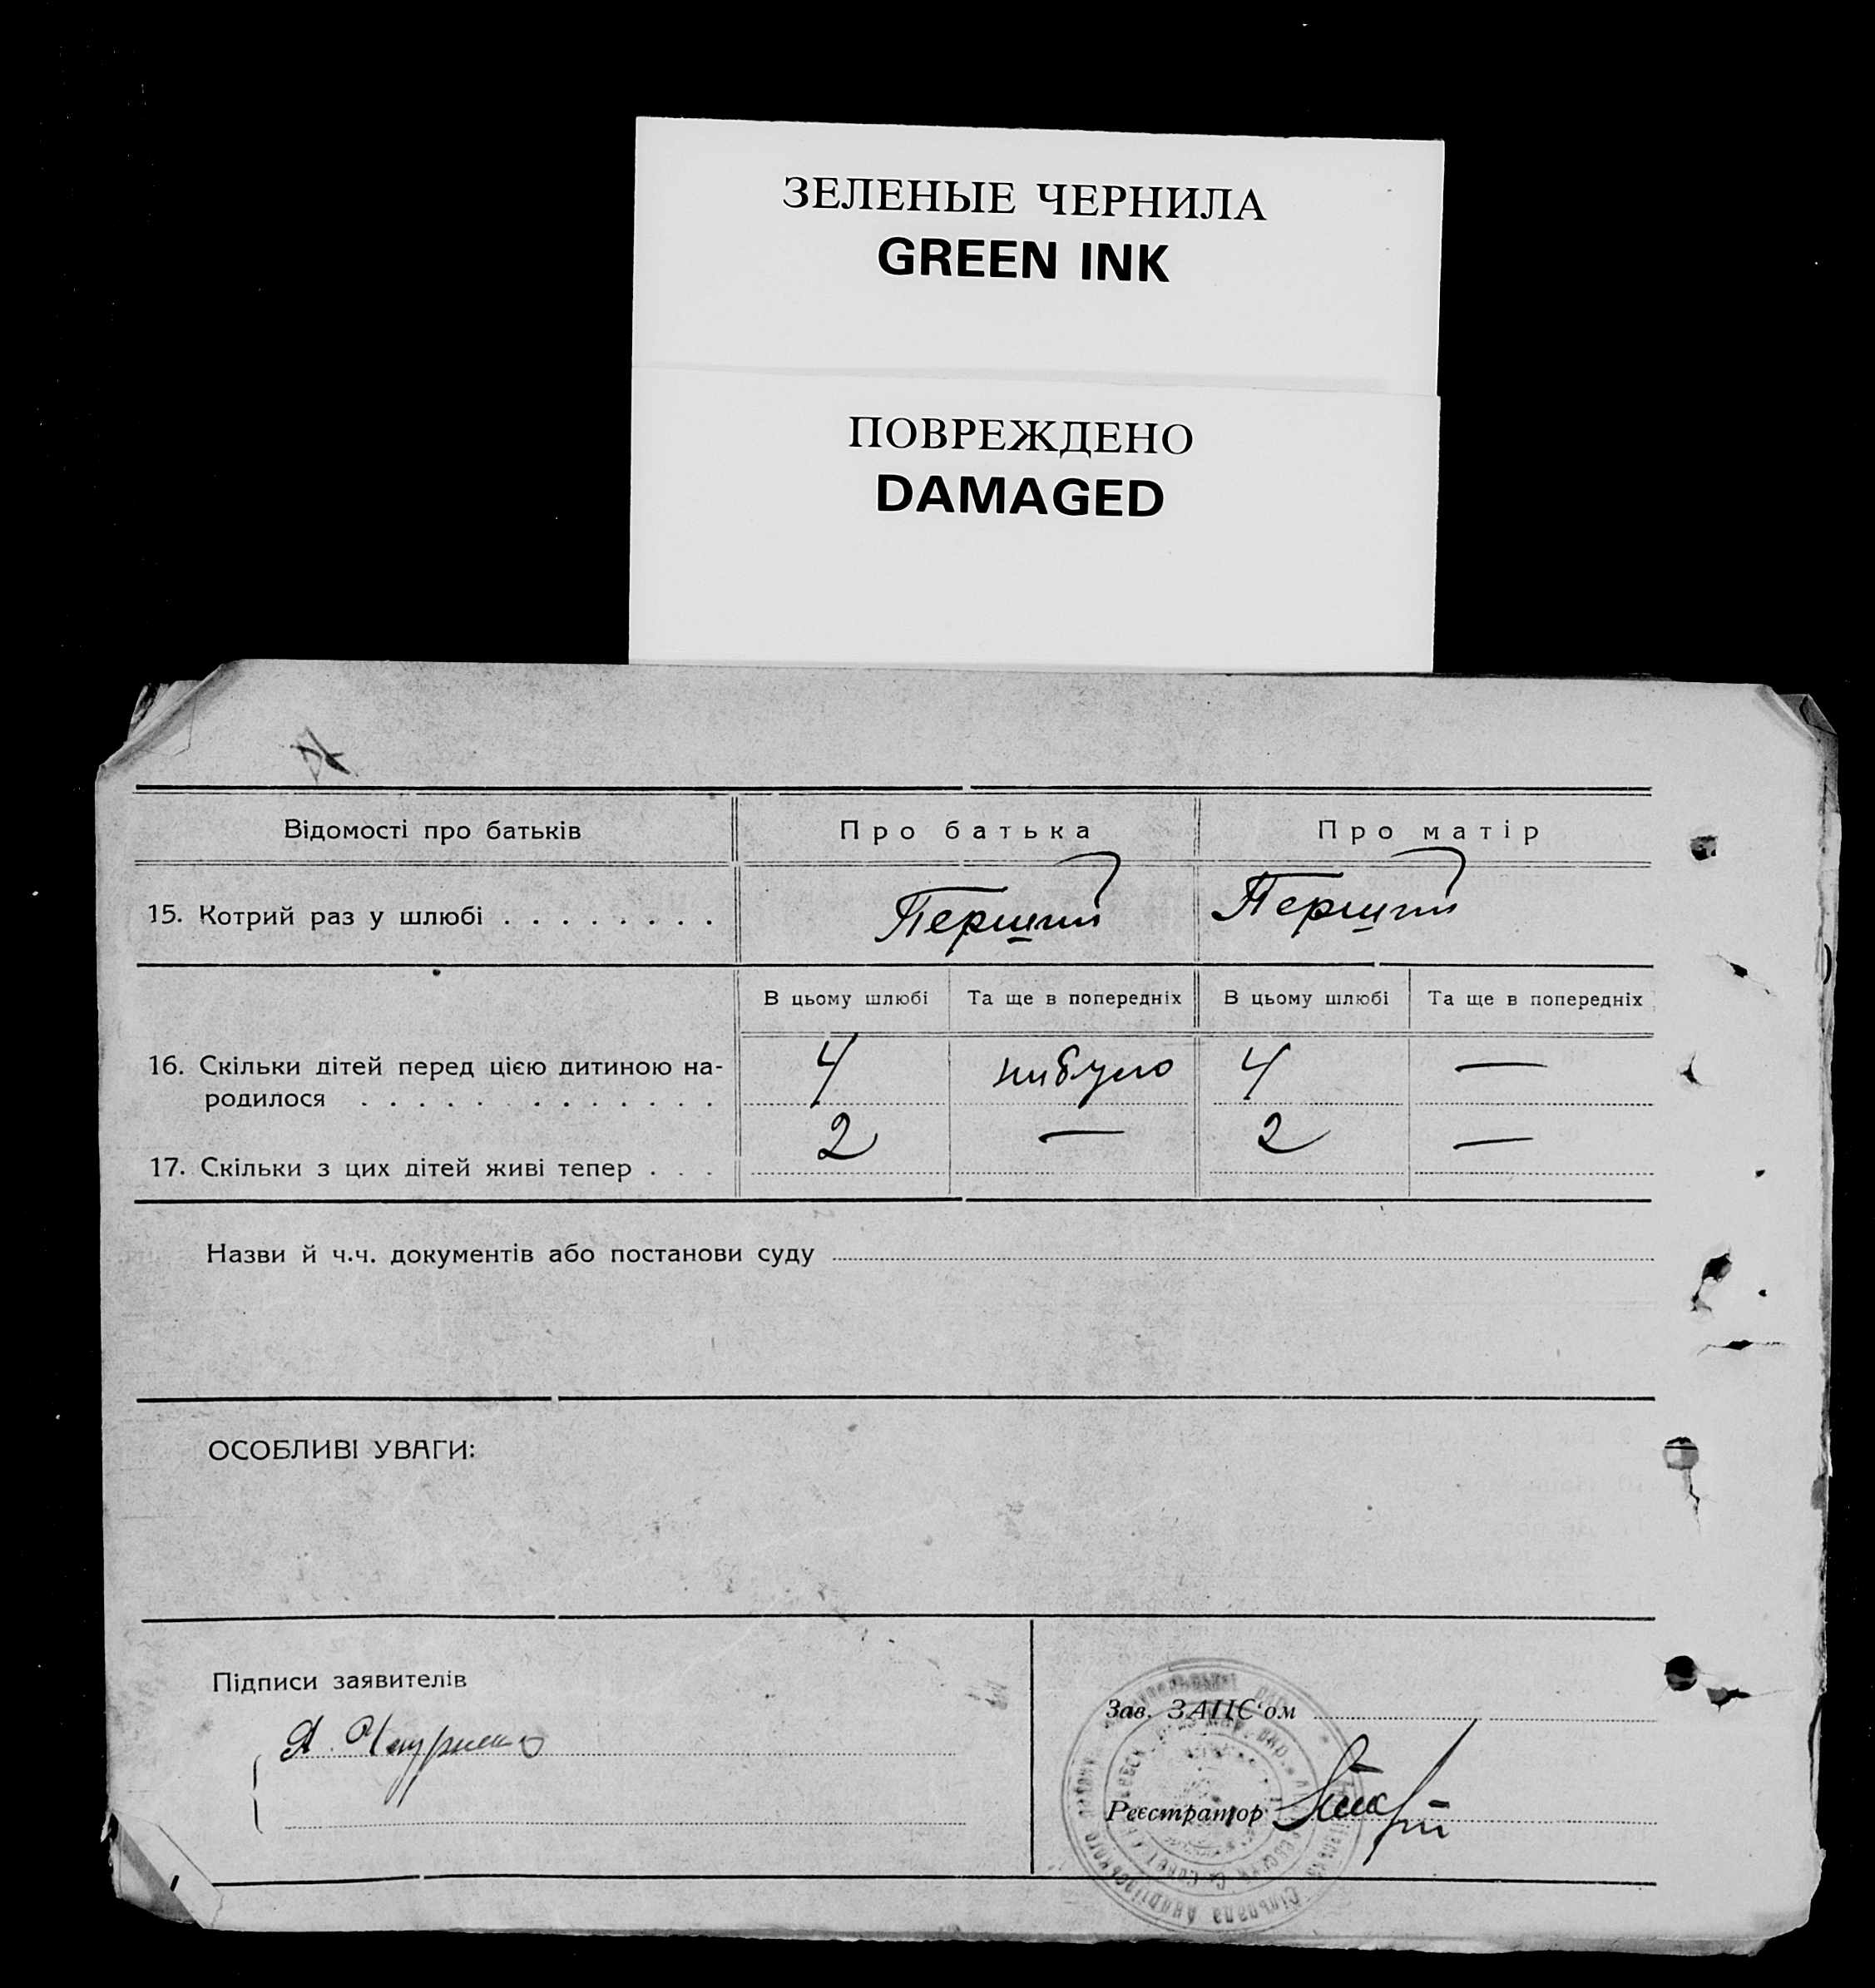 ЗЕЛЕНЫЕ ЧЕРНИЛА
GREEN INK
ПОВРЕЖДЕНО
DAMAGED
Відомості про батьків Про батька Про матір
15. Котрий раз у шлюбі . . . . . . . . Перший Перший
В цьому шлюбі Та ще в попередніх В цьому шлюбі Та ще в попередніх
16. Скільки дітей перед цією дитиною на- 4 нибуло 4 —
родилося . . . . . . . . . . . . .
17. Скільки з цих дітей живі тепер . . . 2 — 2 —
Назви й ч.ч. документів або постанови суду
ОСОБЛИВІ УВАГИ:
Підписи заявителів
Зав. ЗАПС'ом
Реєстратор